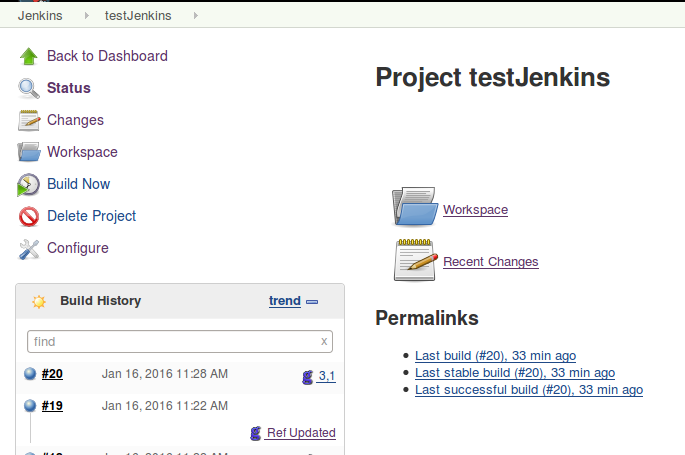 Jenkins
testJenkins
Back to Dashboard
Status
Changes
Workspace
Build Now
Delete Project
Configure
Build History
trend
find
x
#20
Jan 16, 2016 11:28 AM
3,1
#19
Jan 16, 2016 11:22 AM
Ref Updated
Project testJenkins
Workspace
Recent Changes
Permalinks
Last build (#20), 33 min ago
Last stable build (#20), 33 min ago
Last successful build (#20), 33 min ago